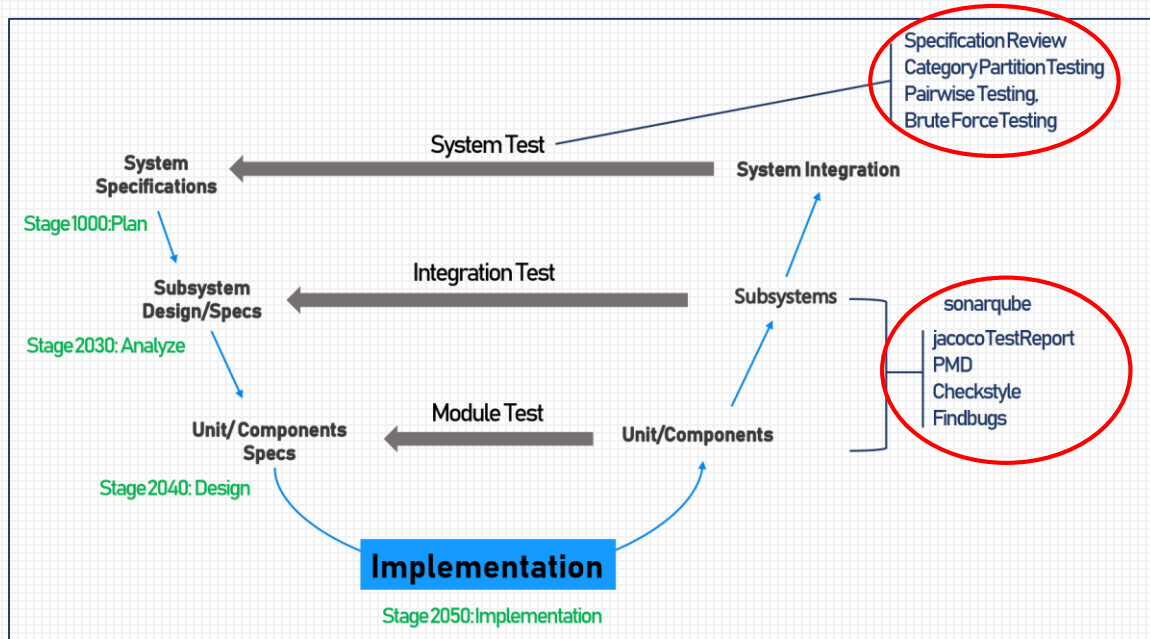 Specification Review
Category Partition Testing
Pairwise Testing,
Brute Force Testing
System Test
System
Specifications
System Integration
Stage 1000:Plan
Integration Test
Subsystem
Design/Specs
Subsystems
sonarqube
jacocoTestReport
PMD
Checkstyle
Findbugs
Stage 2030: Analyze
Module Test
Unit/Components
Specs
Unit/Components
Stage 2040: Design
Implementation
Stage 2050:Implementation